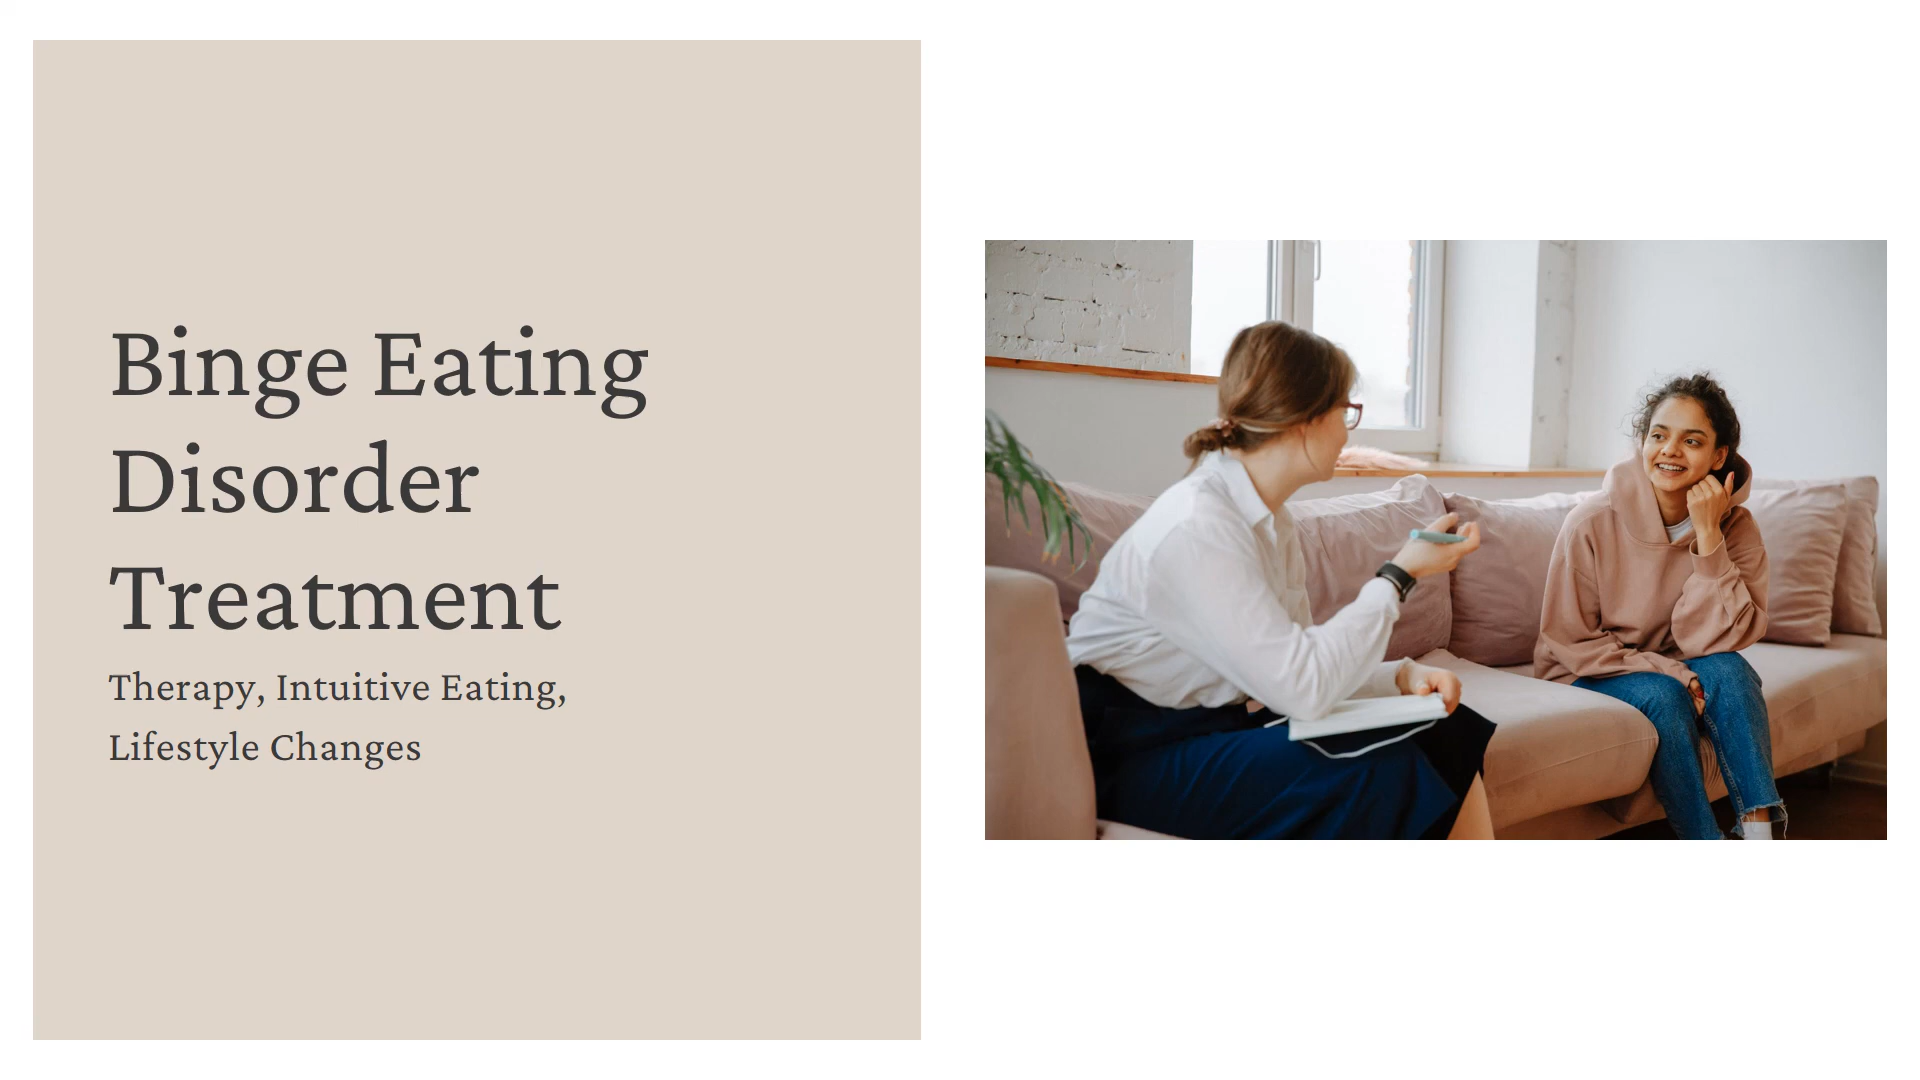 Binge Eating
Disorder
Treatment
Therapy, Intuitive Eating,
Lifestyle Changes